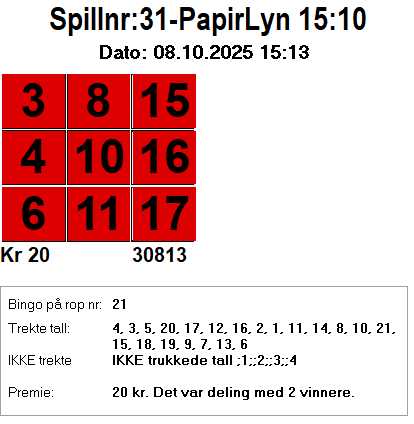 Spillnr:31-PapirLyn 15:10
Dato: 08.10.2025 15:13
3 8 15
4 10 16
6 11 17
Kr 20 30813
Bingo på rop nr: 21
Trekte tall: 4, 3, 5, 20, 17, 12, 16, 2, 1, 11, 14, 8, 10, 21,
15, 18, 19, 9, 7, 13, 6
IKKE trekte IKKE trukkede tall ;1;;2;;3;;4
Premie: 20 kr. Det var deling med 2 vinnere.